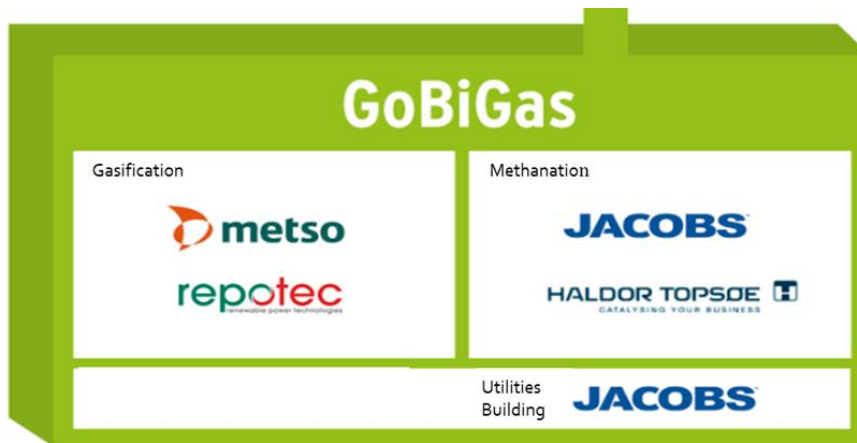 GoBiGas
Gasification
metso
repotec
renewable power technologies
Methanation
JACOBS
HALDOR TOPSØE H
CATALYSING YOUR BUSINESS
Utilities
Building
JACOBS